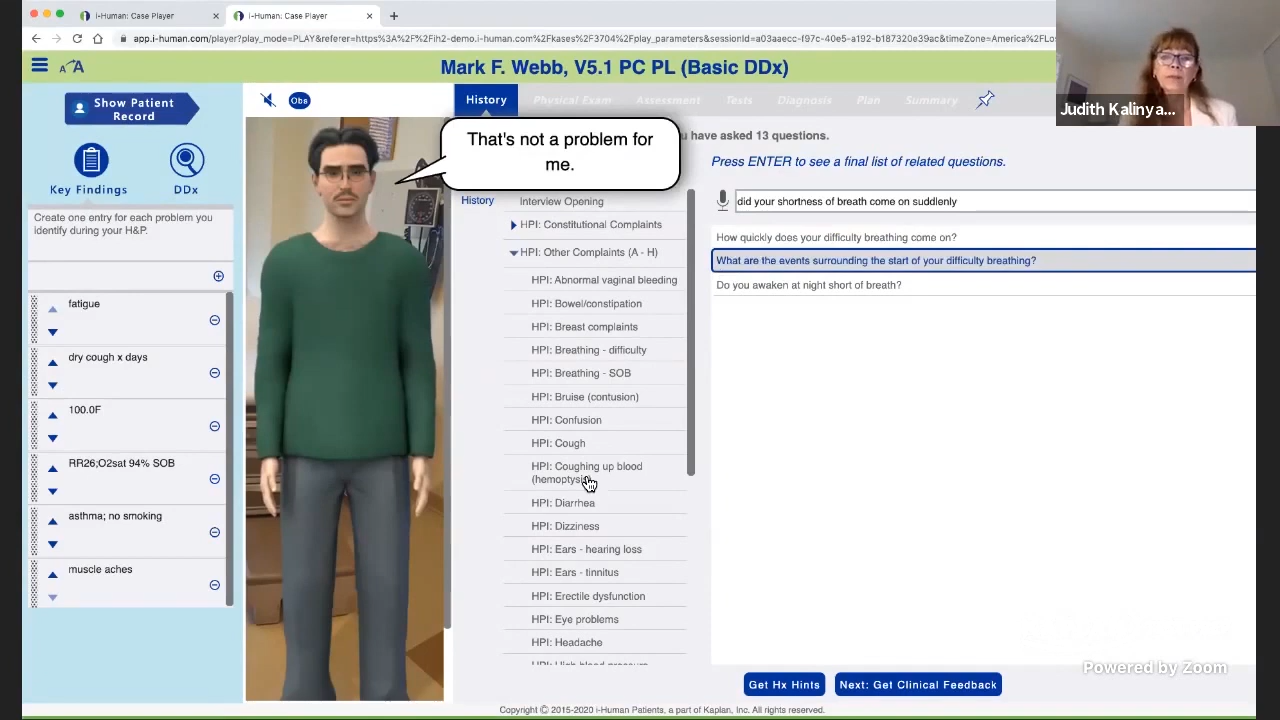 i-Human: Case Player
i-Human: Case Player
app.i-human.com/player?play_mode=PLAY&referer=https%3A%2F%2Fih2-demo.i-human.com%2Fkases%2F3704%2Fplay_parameters&sessionId=a03aaecc-f97c-40e5-a192-b187320e39ac&timeZone=America%2FLos
Mark F. Webb, V5.1 PC PL (Basic DDx)
Judith Kalinya...
Show Patient
Record
Key Findings
DDx
Create one entry for each problem you
identify during your H&P.
fatigue
dry cough x days
100.0F
RR26;O2sat 94% SOB
asthma; no smoking
muscle aches
Obs
That's not a problem for
me.
History
Physical Exam
Assessment
Tests
Diagnosis
Plan
Summary
have asked 13 questions.
Press ENTER to see a final list of related questions.
History
Interview Opening
HPI: Constitutional Complaints
HPI: Other Complaints (A - H)
HPI: Abnormal vaginal bleeding
HPI: Bowel/constipation
HPI: Breast complaints
HPI: Breathing - difficulty
HPI: Breathing - SOB
HPI: Bruise (contusion)
HPI: Confusion
HPI: Cough
HPI: Coughing up blood
(hemoptysis)
HPI: Diarrhea
HPI: Dizziness
HPI: Ears - hearing loss
HPI: Ears - tinnitus
HPI: Erectile dysfunction
HPI: Eye problems
HPI: Headache
HPI: High blood pressure
did your shortness of breath come on suddienly
How quickly does your difficulty breathing come on?
What are the events surrounding the start of your difficulty breathing?
Do you awaken at night short of breath?
Get Hx Hints
Next: Get Clinical Feedback
Powered by Zoom
Copyright © 2015-2020 i-Human Patients, a part of Kaplan, Inc. All rights reserved.